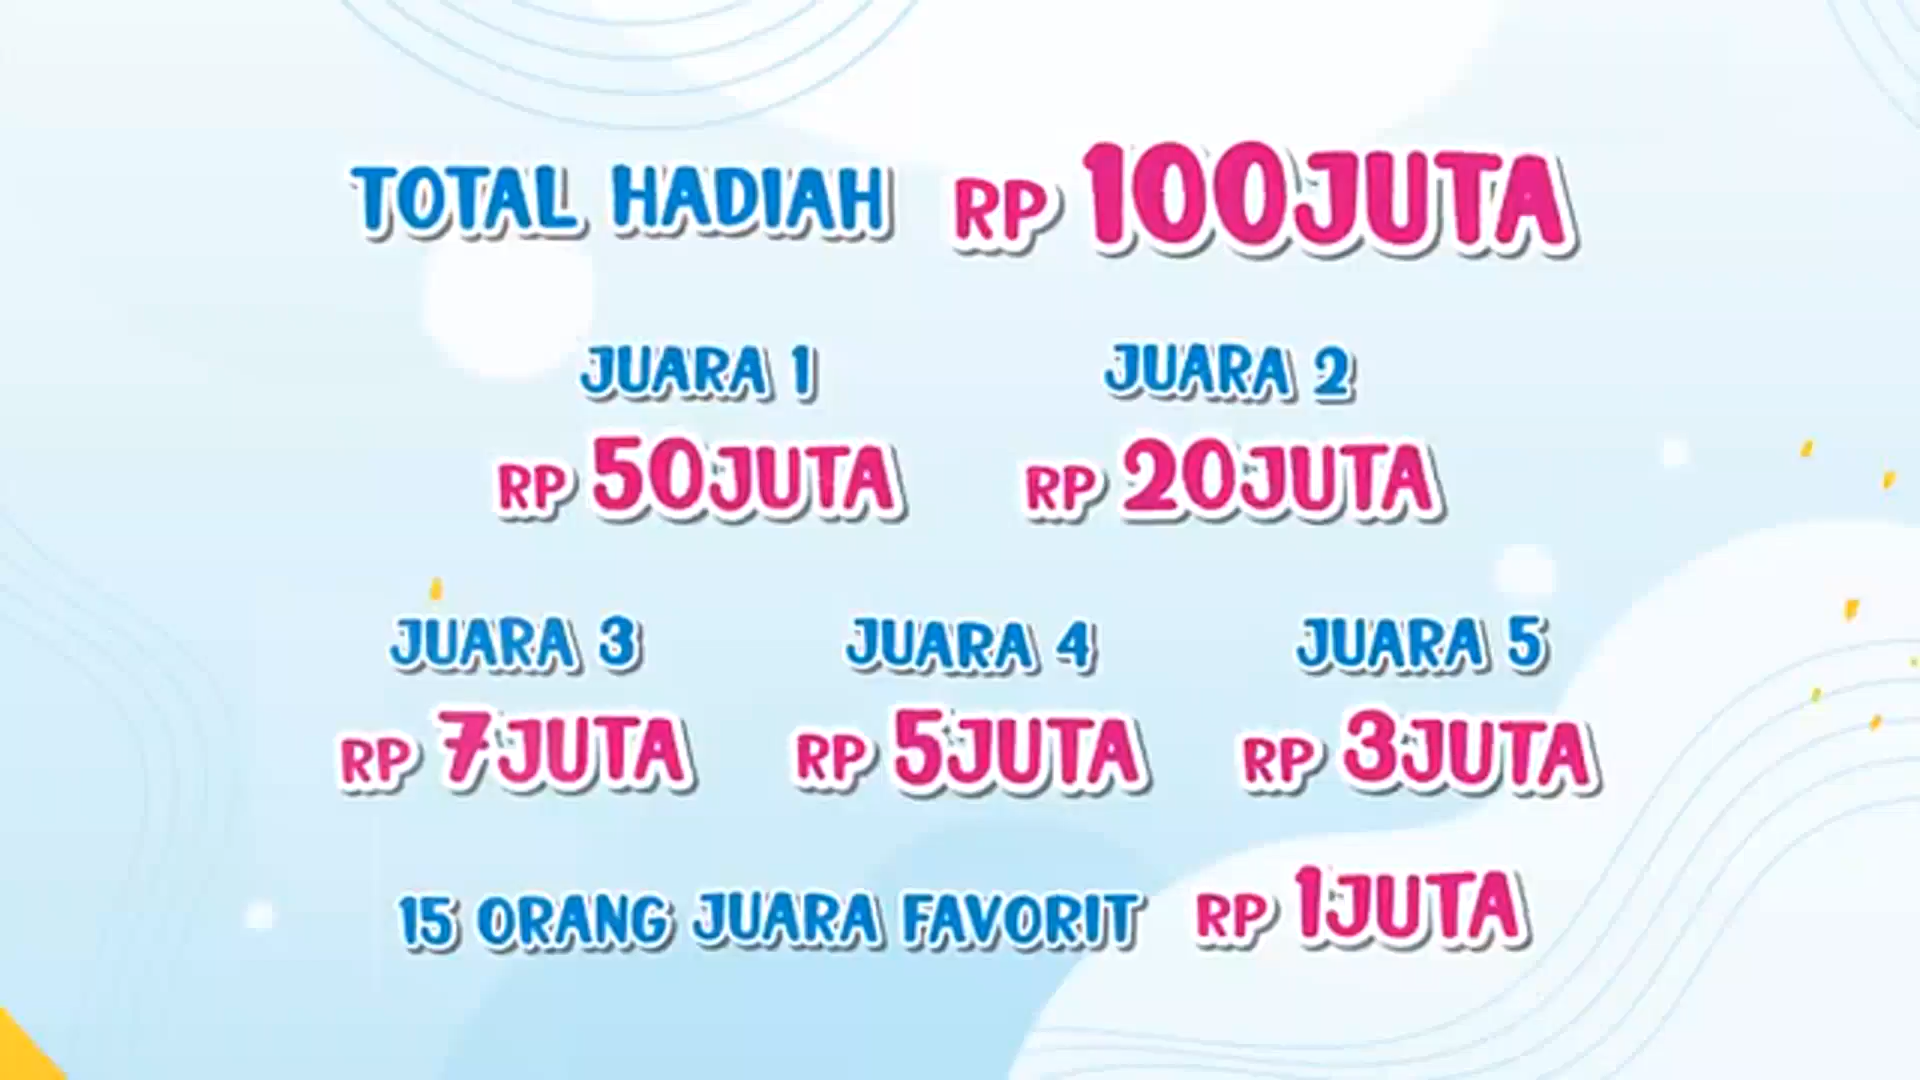 TOTAL HADIAH RP 100JUTA
JUARA 1 JUARA 2
RP 50JUTA RP 20JUTA
JUARA 3 JUARA 4 JUARA 5
RP 7JUTA RP 5JUTA RP 3JUTA
15 ORANG JUARA FAVORIT RP 1JUTA